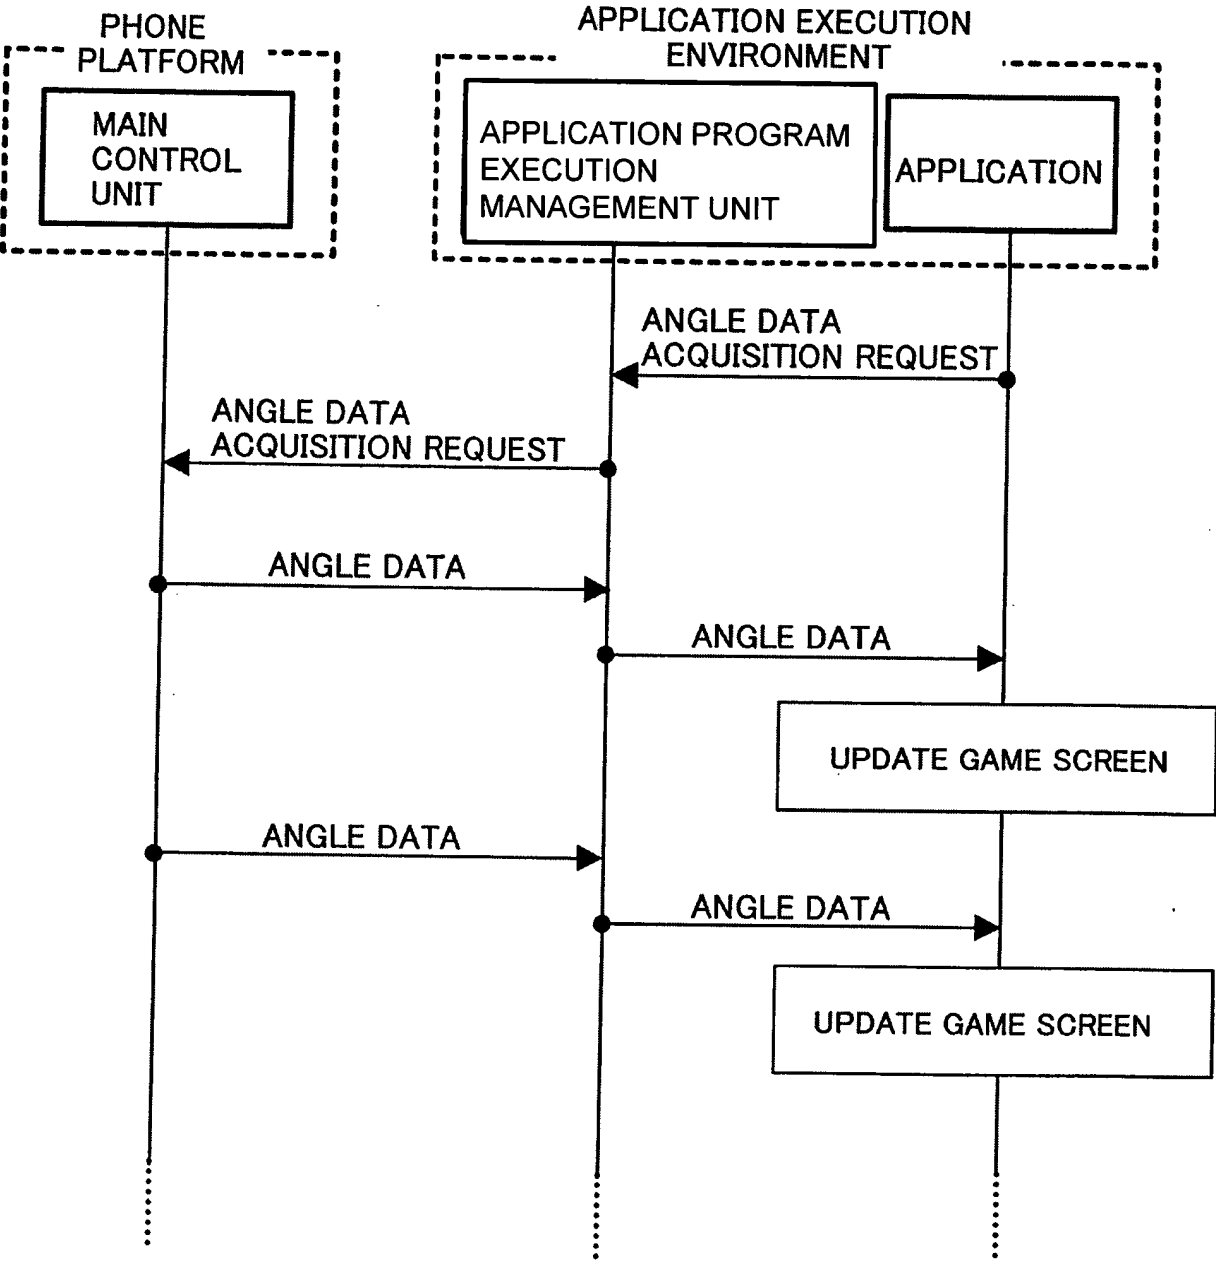 PHONE
PLATFORM
APPLICATION EXECUTION
ENVIRONMENT
MAIN
CONTROL
UNIT
APPLICATION PROGRAM
EXECUTION
MANAGEMENT UNIT
APPLICATION
ANGLE DATA
ACQUISITION REQUEST
ANGLE DATA
ACQUISITION REQUEST
ANGLE DATA
ANGLE DATA
UPDATE GAME SCREEN
ANGLE DATA
ANGLE DATA
UPDATE GAME SCREEN